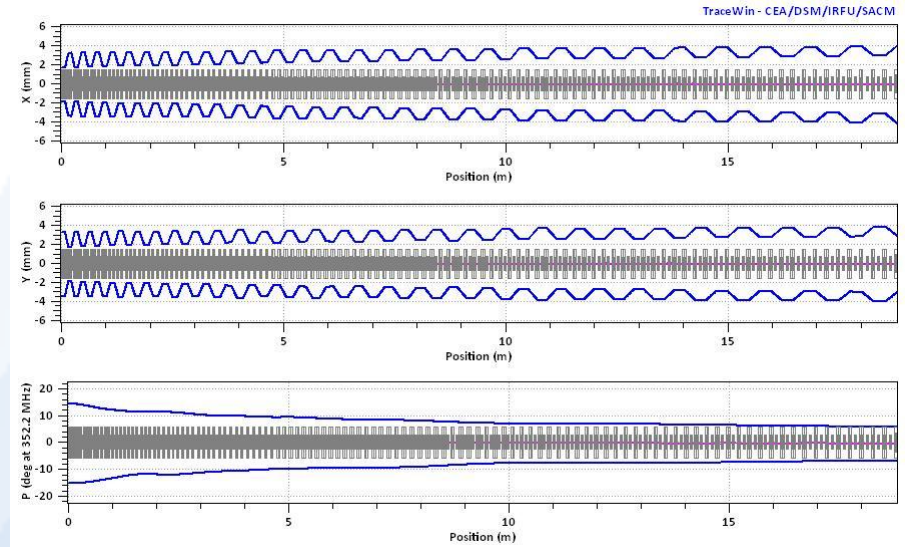 TraceWin - CEA/DSM/IRFU/SACM
X (mm)
6
4
2
0
-2
-4
-6
0 5 10 15
Position (m)
Y (mm)
6
4
2
0
-2
-4
-6
0 5 10 15
Position (m)
P (deg at 352.2 MHz)
20
10
0
-10
-20
0 5 10 15
Position (m)